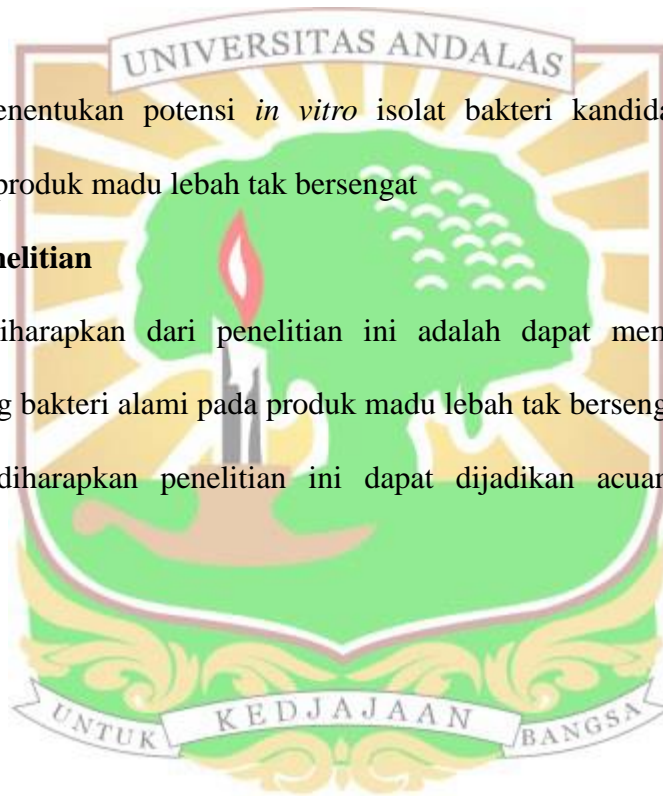 UNIVERSITAS ANDALAS
enentukan potensi in vitro isolat bakteri kandida
produk madu lebah tak bersengat
nelitian
iharapkan dari penelitian ini adalah dapat men
g bakteri alami pada produk madu lebah tak berseng
diharapkan penelitian ini dapat dijadikan acuan
UNTUK KEDJAJAAN BANGSA